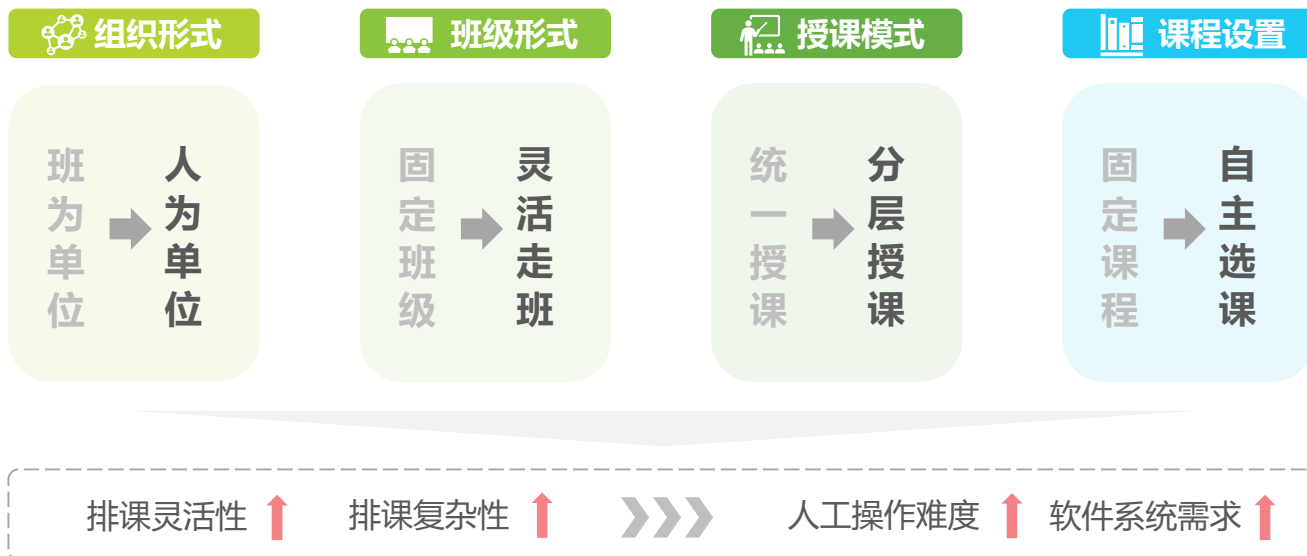 组织形式
班为单位
人为单位
班级形式
固定班级
灵活走班
授课模式
统一授课
分层授课
课程设置
固定课程
自主选课
排课灵活性
排课复杂性
人工操作难度
软件系统需求